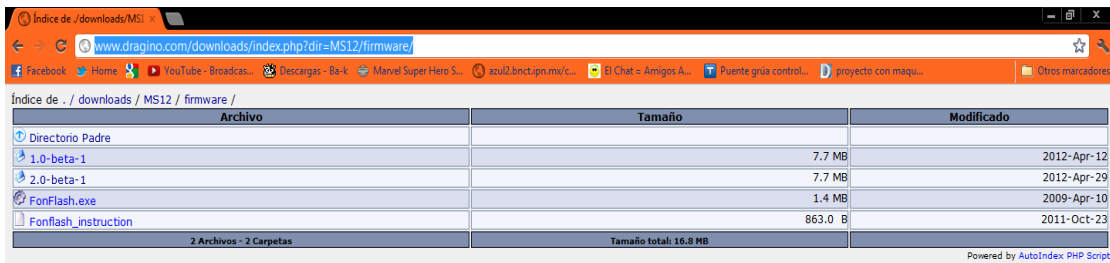 Índice de ./downloads/MS1
www.dragino.com/downloads/index.php?dir=MS12/firmware/
Facebook Home YouTube - Broadcas... Descargas - Ba-k Marvel Super Hero S... azul2.bnct.ipn.mx/c... El Chat = Amigos A... Puente grúa control... proyecto con maqu... Otros marcadores
Índice de . / downloads / MS12 / firmware /
Archivo Tamaño Modificado
Directorio Padre
1.0-beta-1 7.7 MB 2012-Apr-12
2.0-beta-1 7.7 MB 2012-Apr-29
FonFlash.exe 1.4 MB 2009-Apr-10
Fonflash_instruction 863.0 B 2011-Oct-23
2 Archivos - 2 Carpetas Tamaño total: 16.8 MB
Powered by AutoIndex PHP Script